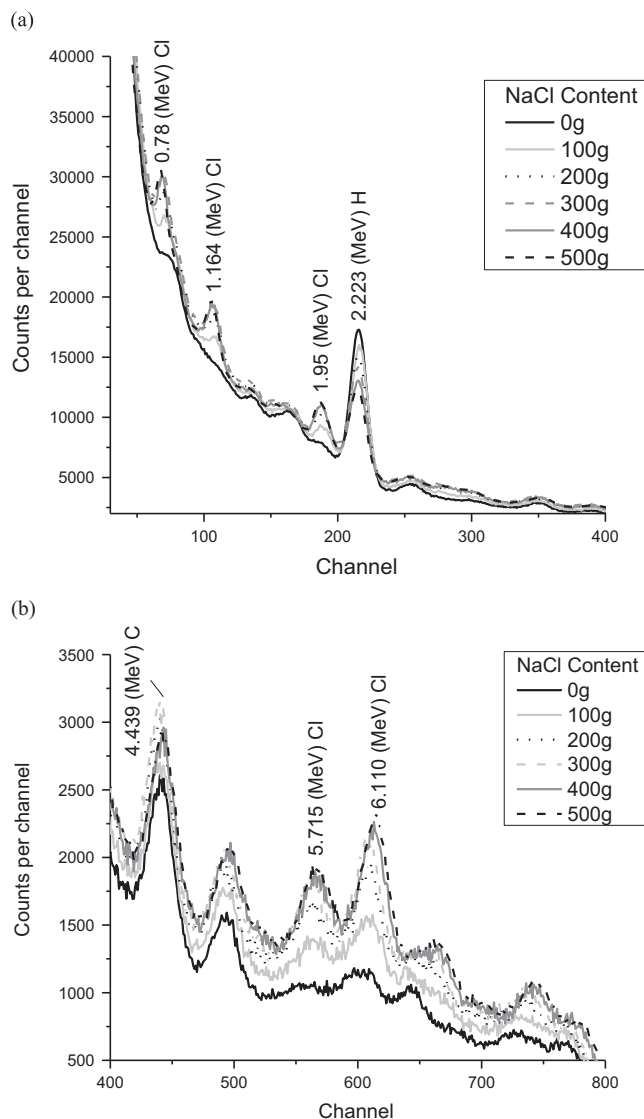 (a)
40000
35000
30000
25000
20000
15000
10000
5000
Counts per channel
0.78 (MeV) Cl
1.164 (MeV) Cl
1.95 (MeV) Cl
2.223 (MeV) H
NaCl Content
0g
100g
200g
300g
400g
500g
100
200
300
400
Channel
(b)
3500
3000
2500
2000
1500
1000
500
Counts per channel
4.439 (MeV) C
5.715 (MeV) Cl
6.110 (MeV) Cl
NaCl Content
0g
100g
200g
300g
400g
500g
400
500
600
700
800
Channel